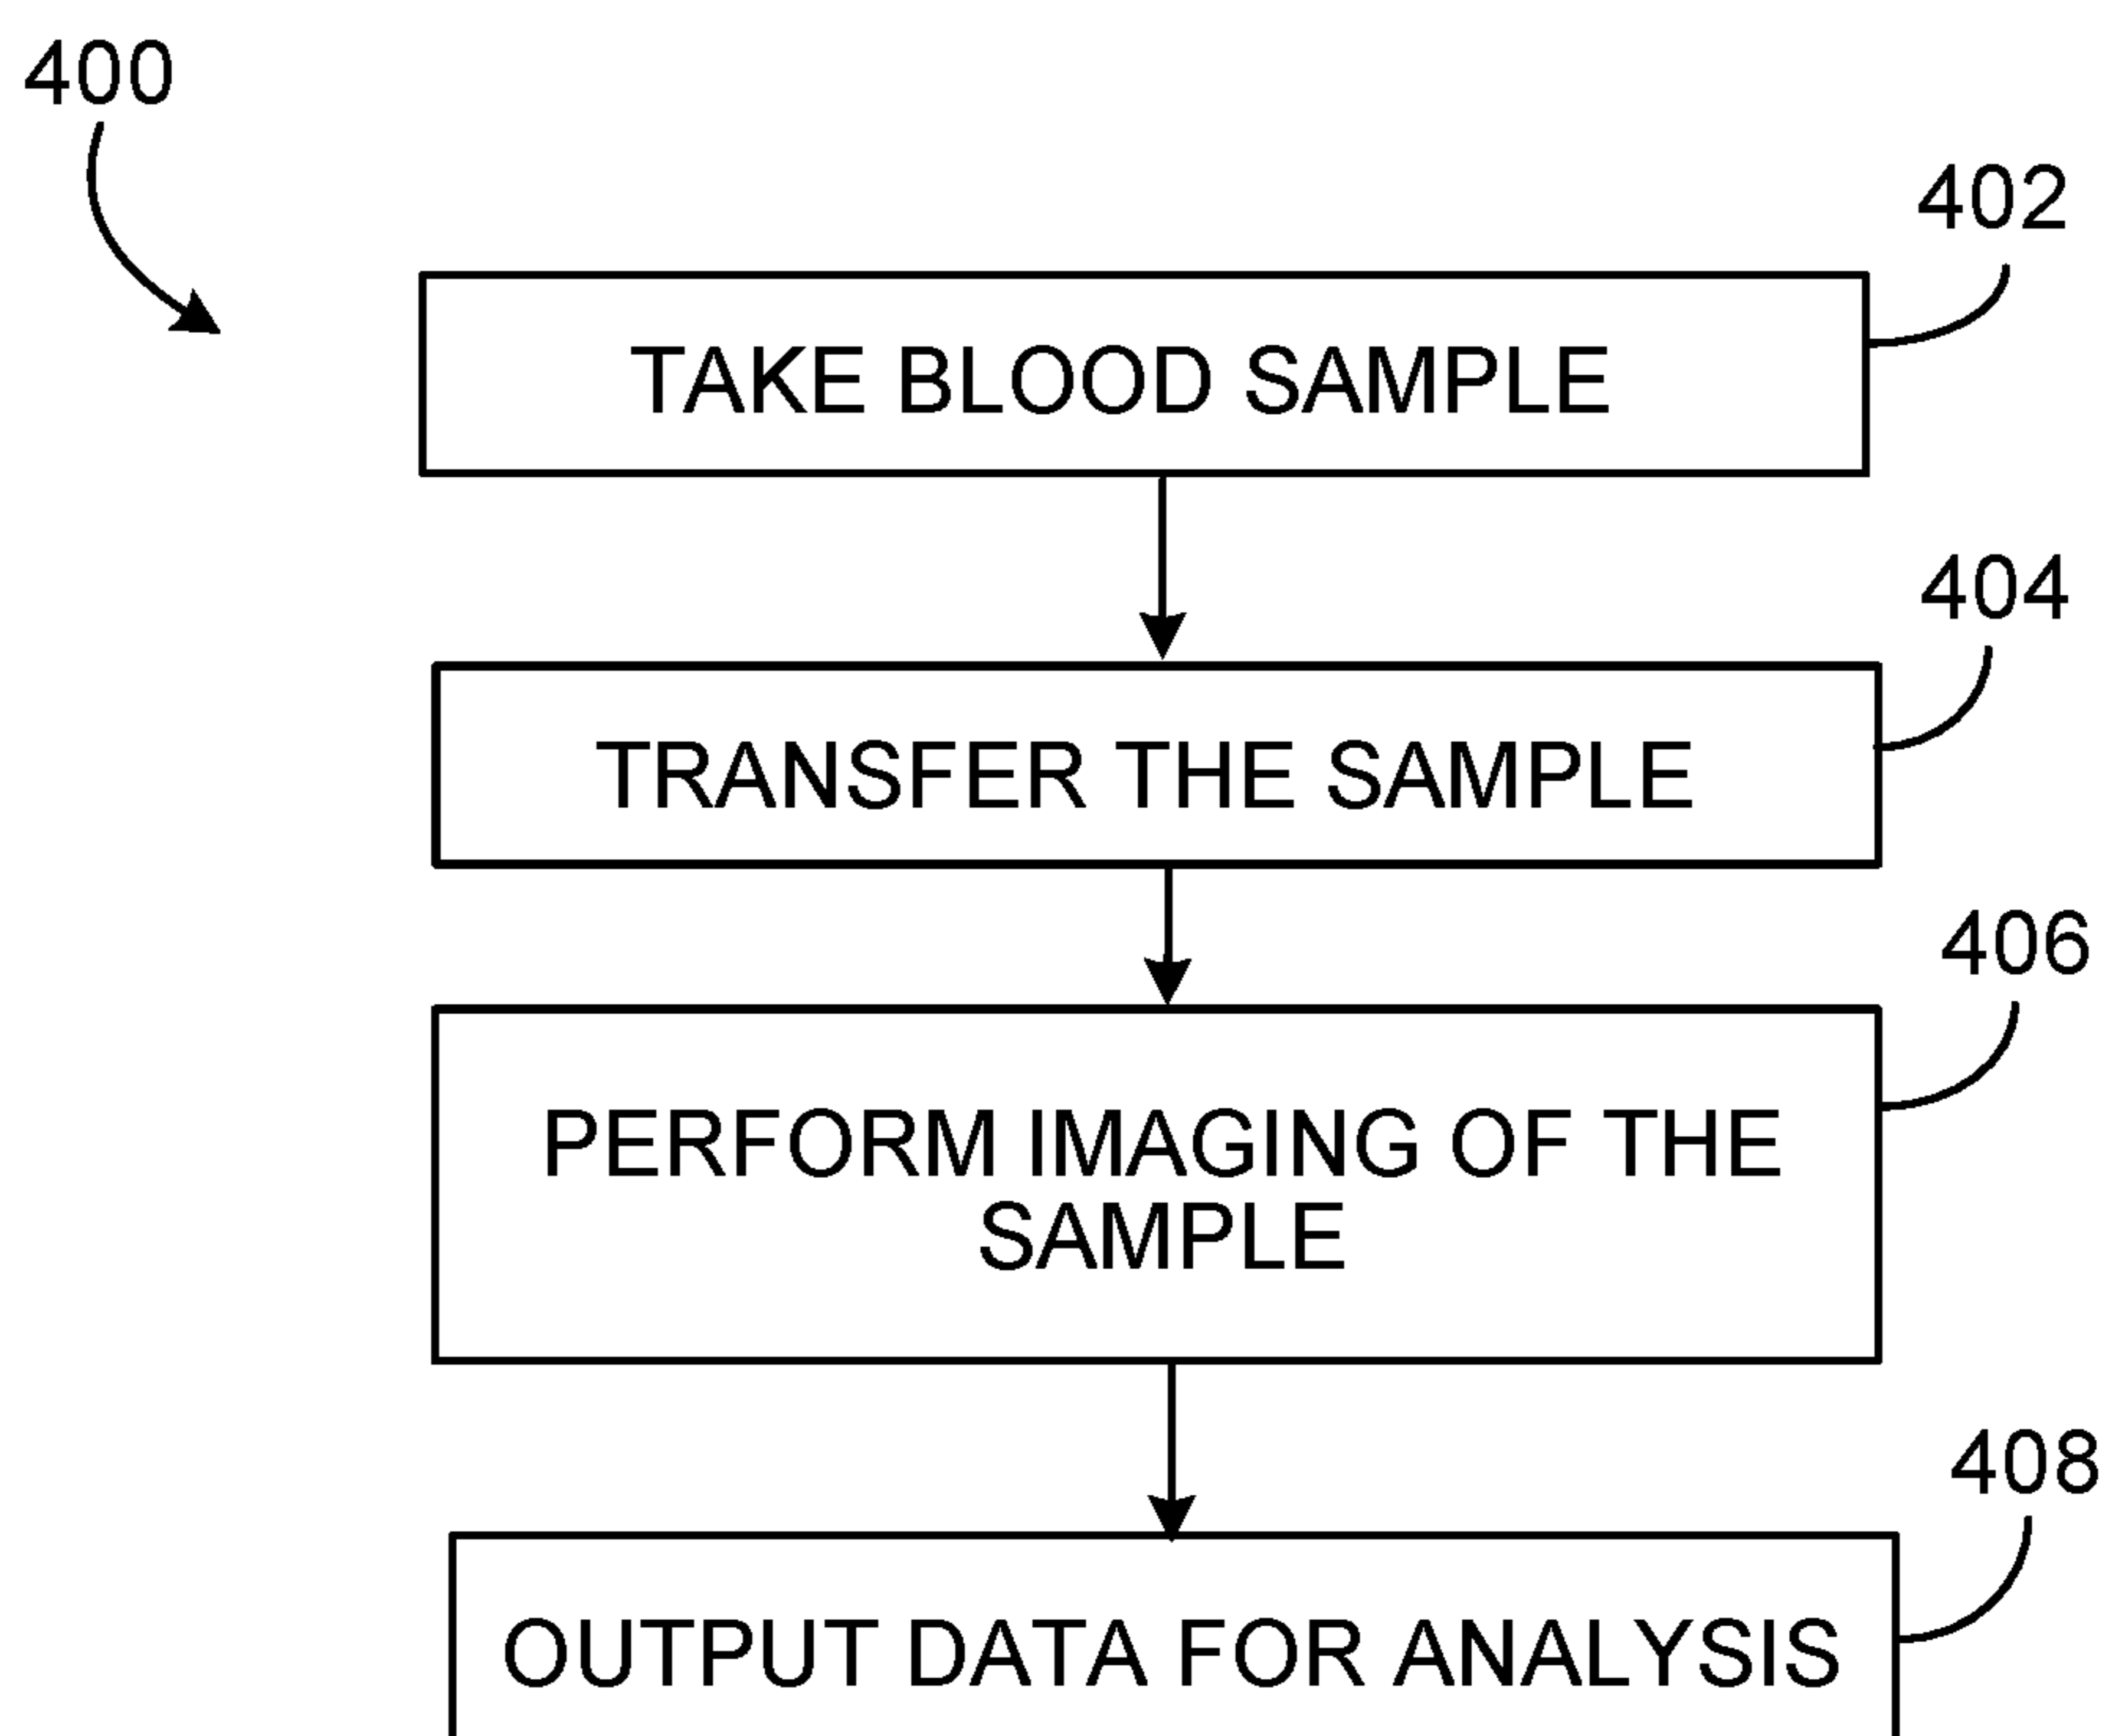 400
402
TAKE BLOOD SAMPLE
404
TRANSFER THE SAMPLE
406
PERFORM IMAGING OF THE
SAMPLE
408
OUTPUT DATA FOR ANALYSIS